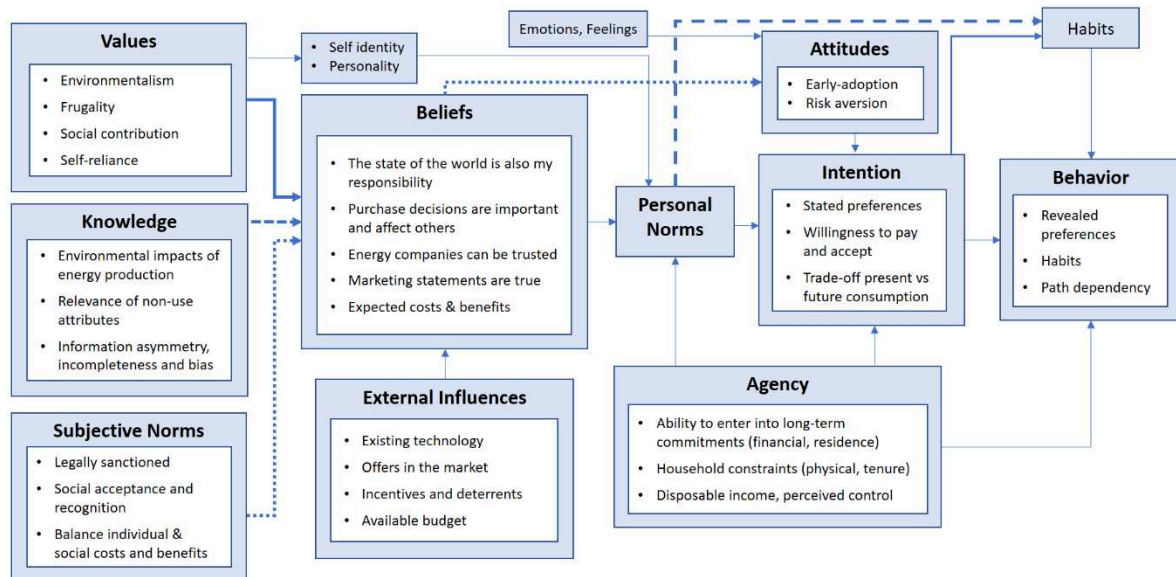 Values
• Environmentalism
• Frugality
• Social contribution
• Self-reliance
• Self identity
• Personality
Emotions, Feelings
Attitudes
• Early-adoption
• Risk aversion
Habits
Knowledge
• Environmental impacts of
energy production
• Relevance of non-use
attributes
• Information asymmetry,
incompleteness and bias
Subjective Norms
• Legally sanctioned
• Social acceptance and
recognition
• Balance individual &
social costs and benefits
Beliefs
• The state of the world is also my
responsibility
• Purchase decisions are important
and affect others
• Energy companies can be trusted
• Marketing statements are true
• Expected costs & benefits
External Influences
• Existing technology
• Offers in the market
• Incentives and deterrents
• Available budget
Personal
Norms
Intention
• Stated preferences
• Willingness to pay
and accept
• Trade-off present vs
future consumption
Behavior
• Revealed
preferences
• Habits
• Path dependency
Agency
• Ability to enter into long-term
commitments (financial, residence)
• Household constraints (physical, tenure)
• Disposable income, perceived control